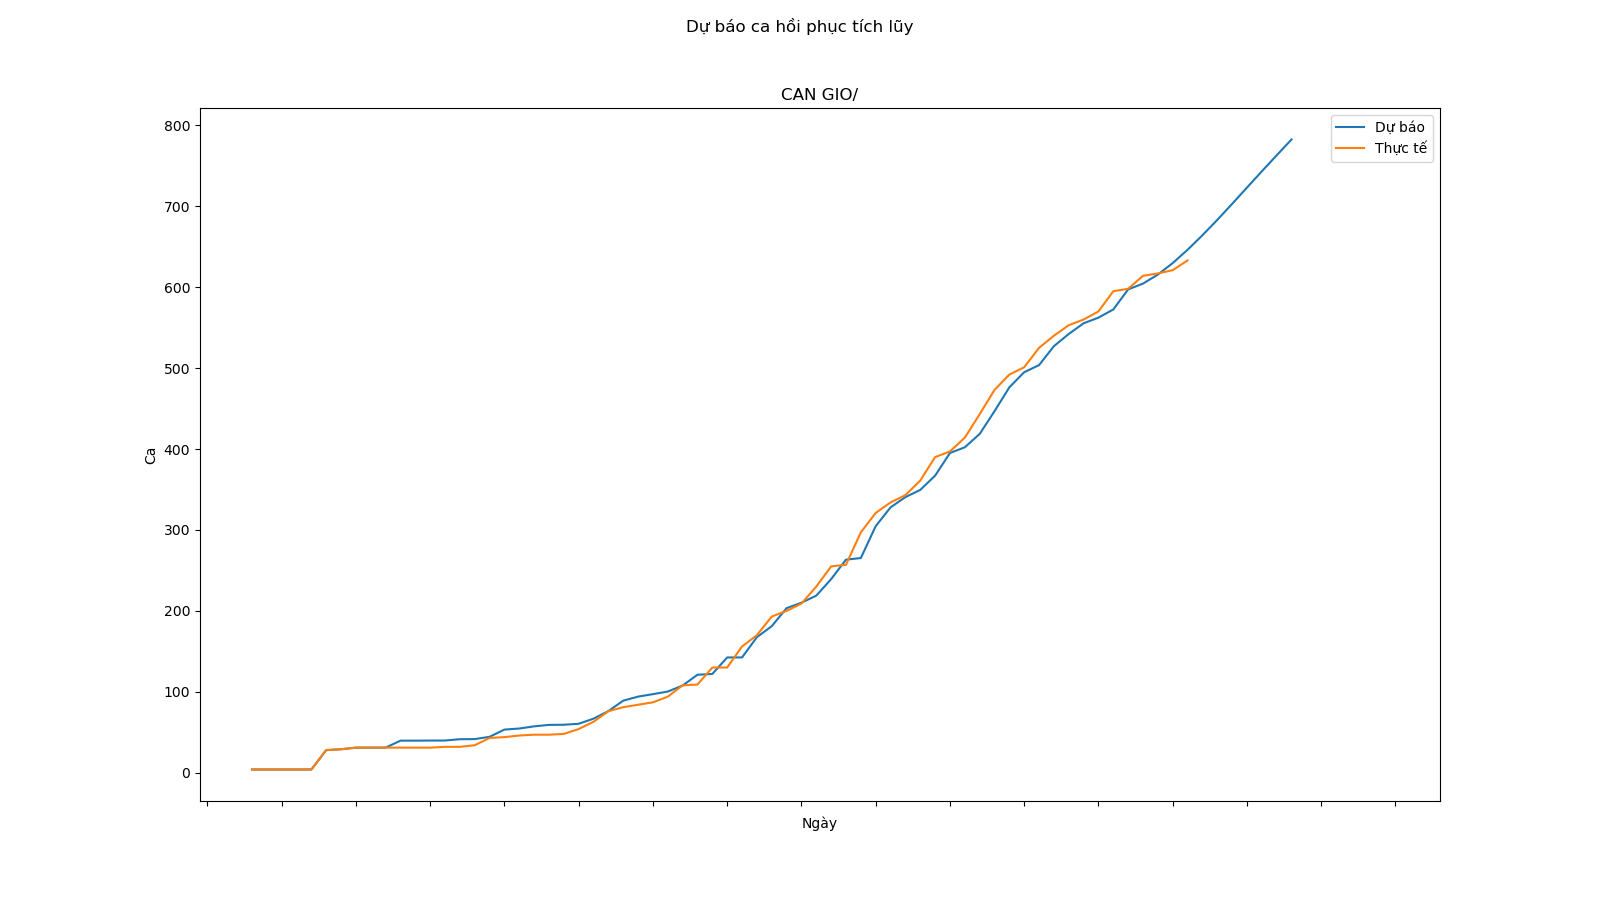 Dự báo ca hồi phục tích lũy
CAN GIO/
Dự báo
Thực tế
800
700
600
500
400
300
200
100
0
Ca
Ngày